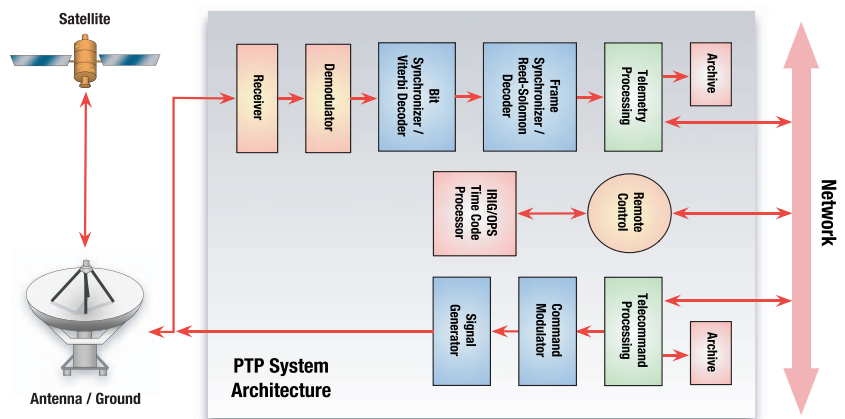 Satellite
Receiver
Demodulator
Bit
Synchronizer /
Viterbi Decoder
Frame
Synchronizer /
Reed-Solomon
Decoder
Telemetry
Processing
Archive
IRIG/OPS
Time Code
Processor
Remote
Control
Network
Signal
Generator
Command
Modulator
Telecommand
Processing
Archive
PTP System
Architecture
Antenna / Ground